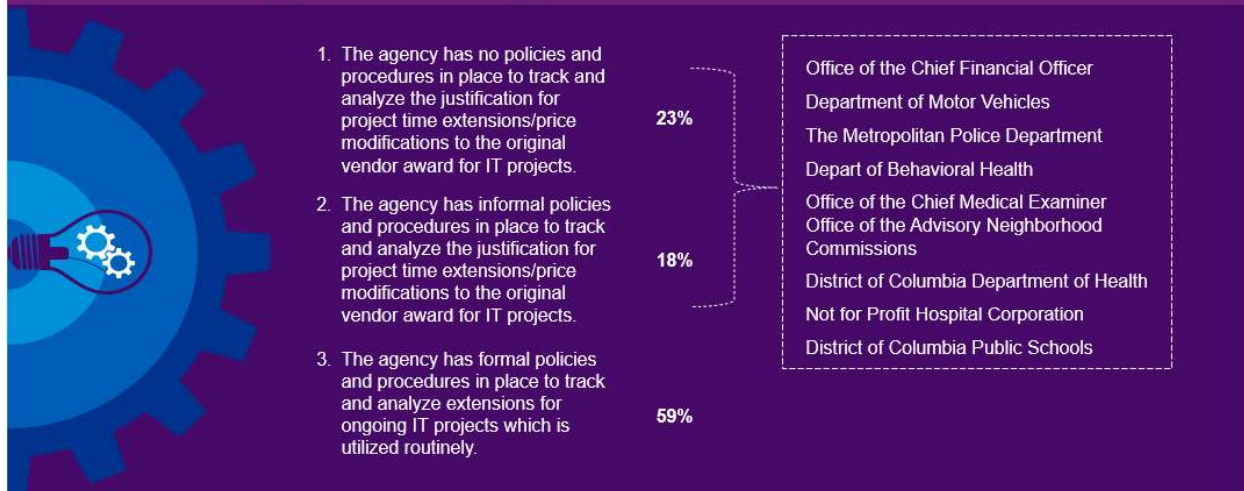 1. The agency has no policies and
procedures in place to track and
analyze the justification for
project time extensions/price
modifications to the original
vendor award for IT projects.
23%
2. The agency has informal policies
and procedures in place to track
and analyze the justification for
project time extensions/price
modifications to the original
vendor award for IT projects.
18%
3. The agency has formal policies
and procedures in place to track
and analyze extensions for
ongoing IT projects which is
utilized routinely.
59%
Office of the Chief Financial Officer
Department of Motor Vehicles
The Metropolitan Police Department
Depart of Behavioral Health
Office of the Chief Medical Examiner
Office of the Advisory Neighborhood
Commissions
District of Columbia Department of Health
Not for Profit Hospital Corporation
District of Columbia Public Schools